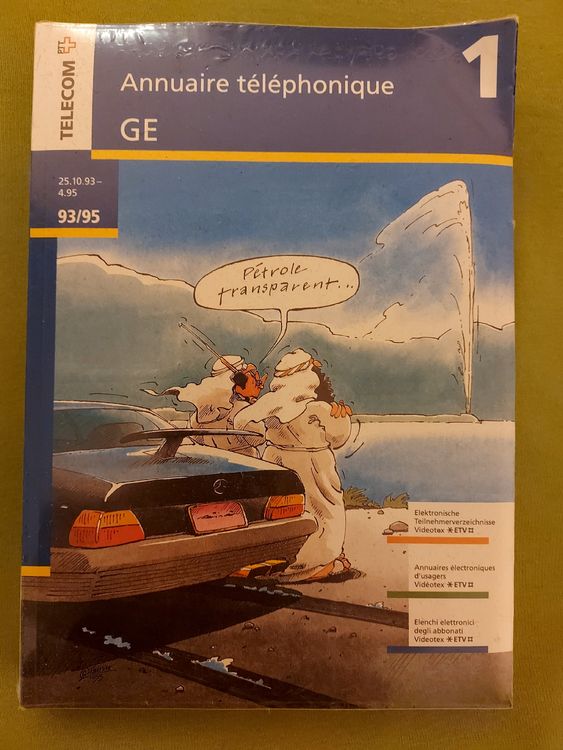 TELECOM
PTT
Annuaire téléphonique
1
GE
25.10.93–
4.95
93/95
Pétrole
transparent...
Elektronische
Teilnehmerverzeichnisse
Videotex *ETV#
Annuaires électroniques
d'usagers
Vidéotex *ETV#
Elenchi elettronici
degli abbonati
Videotex *ETV#